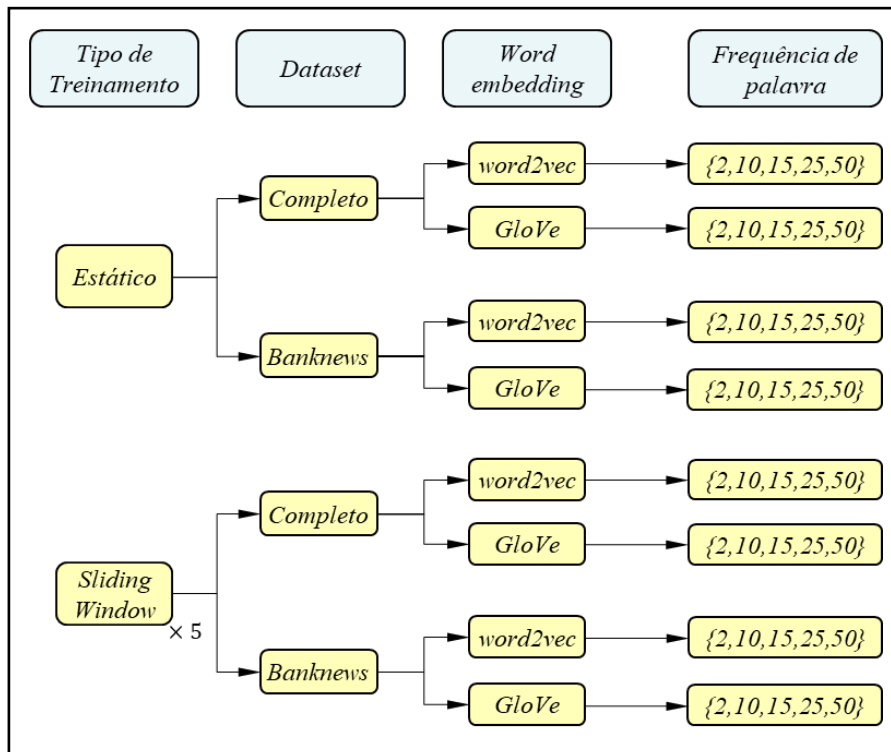 Tipo de
Treinamento
Dataset
Word
embedding
Frequência de
palavra
Estático
Completo
word2vec
{2,10,15,25,50}
GloVe
{2,10,15,25,50}
Banknews
word2vec
{2,10,15,25,50}
GloVe
{2,10,15,25,50}
Sliding
Window
× 5
Completo
word2vec
{2,10,15,25,50}
GloVe
{2,10,15,25,50}
Banknews
word2vec
{2,10,15,25,50}
GloVe
{2,10,15,25,50}